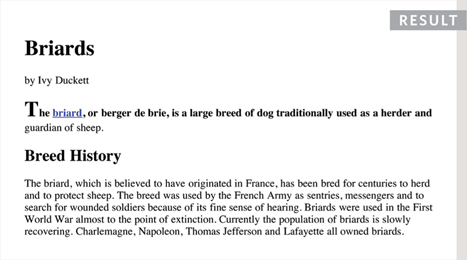 RESULT
Briards
by Ivy Duckett
The briard, or berger de brie, is a large breed of dog traditionally used as a herder and
guardian of sheep.
Breed History
The briard, which is believed to have originated in France, has been bred for centuries to herd
and to protect sheep. The breed was used by the French Army as sentries, messengers and to
search for wounded soldiers because of its fine sense of hearing. Briards were used in the First
World War almost to the point of extinction. Currently the population of briards is slowly
recovering. Charlemagne, Napoleon, Thomas Jefferson and Lafayette all owned briards.